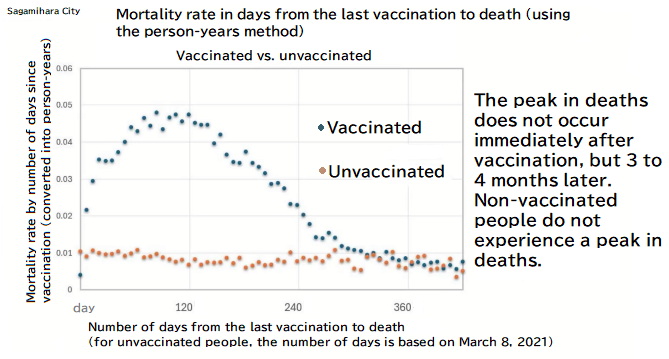 Sagamihara City
Mortality rate in days from the last vaccination to death (using
the person-years method)
Vaccinated vs. unvaccinated
Mortality rate by number of days since
vaccination (converted into person-years)
0.06
0.05
0.04
0.03
0.02
0.01
0
Vaccinated
Unvaccinated
day
120
240
360
Number of days from the last vaccination to death
(for unvaccinated people, the number of days is based on March 8, 2021)
The peak in deaths
does not occur
immediately after
vaccination, but 3 to
4 months later.
Non-vaccinated
people do not
experience a peak in
deaths.